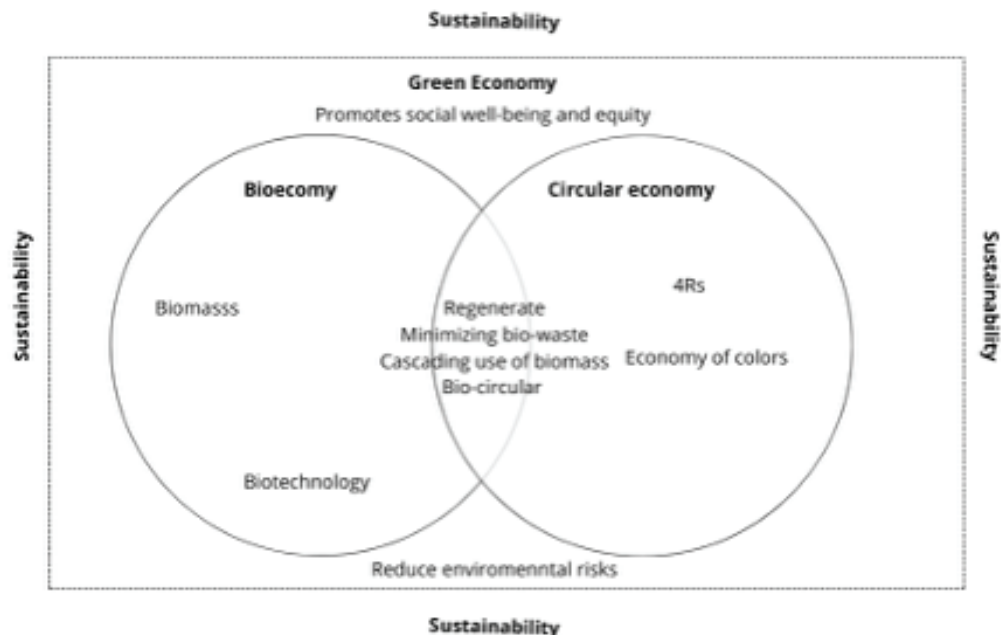 Sustainability
Green Economy
Promotes social well-being and equity
Bioecomy
Circular economy
Sustainability
Sustainability
Biomasss
4Rs
Regenerate
Minimizing bio-waste
Cascading use of biomass
Economy of colors
Bio-circular
Biotechnology
Reduce enviromenntal risks
Sustainability